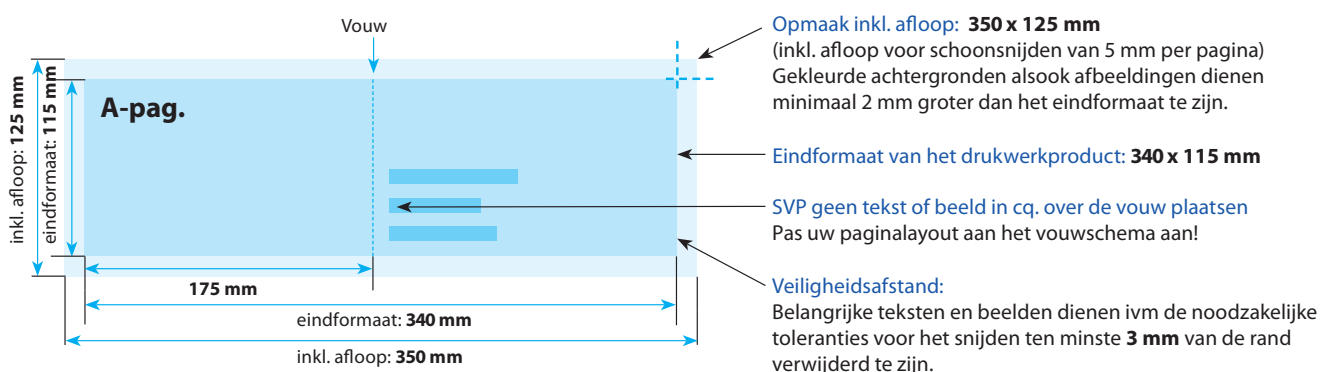 Vouw
A-pag.
inkl. afloop: 125 mm
eindformaat: 115 mm
175 mm
eindformaat: 340 mm
inkl. afloop: 350 mm
Opmaak inkl. afloop: 350 x 125 mm
(inkl. afloop voor schoonsnijden van 5 mm per pagina)
Gekleurde achtergronden alsook afbeeldingen dienen
minimaal 2 mm groter dan het eindformaat te zijn.
Eindformaat van het drukwerkproduct: 340 x 115 mm
SVP geen tekst of beeld in cq. over de vouw plaatsen
Pas uw paginalayout aan het vouwschema aan!
Veiligheidsafstand:
Belangrijke teksten en beelden dienen ivm de noodzakelijke
toleranties voor het snijden ten minste 3 mm van de rand
verwijderd te zijn.